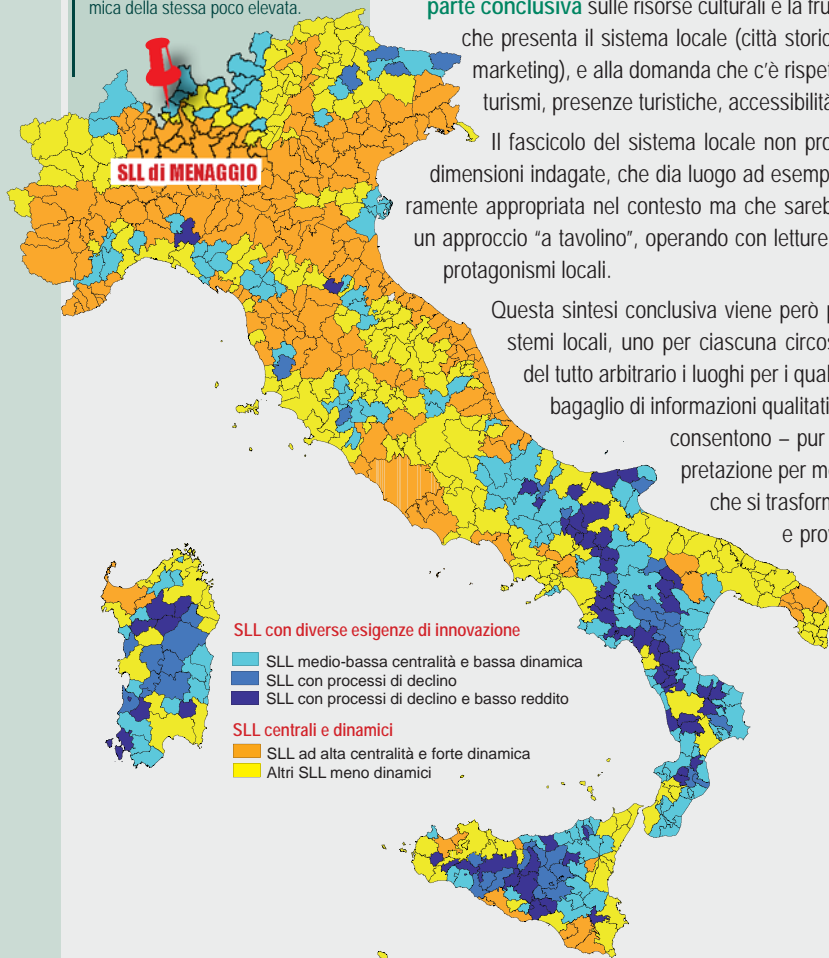 mica della stessa poco elevata.
parte conclusiva sulle risorse culturali e la fru
che presenta il sistema locale (città storic
marketing), e alla domanda che c'è rispet
turismi, presenze turistiche, accessibilità
Il fascicolo del sistema locale non pro
dimensioni indagate, che dia luogo ad esemp
ramente appropriata nel contesto ma che sareb
un approccio "a tavolino", operando con letture
protagonismi locali.
Questa sintesi conclusiva viene però p
stemi locali, uno per ciascuna circos
del tutto arbitrario i luoghi per i qual
bagaglio di informazioni qualitati
consentono – pur
pretazione per me
che si trasforn
e prot
SLL di MENAGGIO
SLL con diverse esigenze di innovazione
SLL medio-bassa centralità e bassa dinamica
SLL con processi di declino
SLL con processi di declino e basso reddito
SLL centrali e dinamici
SLL ad alta centralità e forte dinamica
Altri SLL meno dinamici